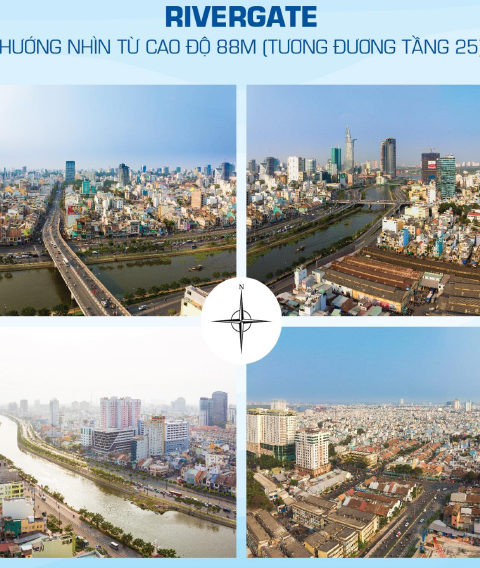 RIVERGATE
HƯỚNG NHÌN TỪ CAO ĐỘ 88M (TƯƠNG ĐƯƠNG TẦNG 25)
N